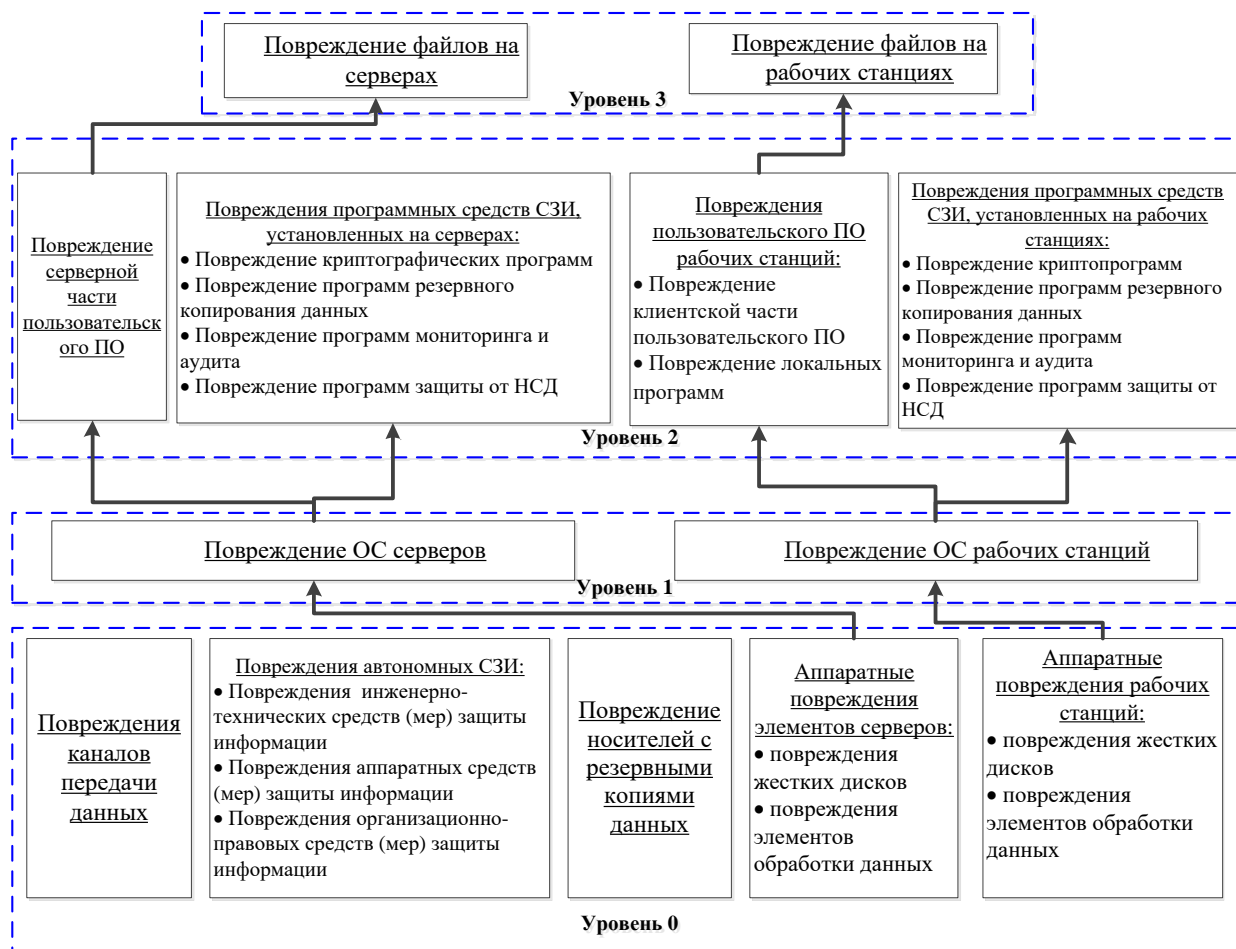 Повреждение файлов на
серверах
Повреждение файлов на
рабочих станциях
Уровень 3
Повреждение
серверной
части
пользовательск
ого ПО
Повреждения программных средств СЗИ,
установленных на серверах:
• Повреждение криптографических программ
• Повреждение программ резервного
копирования данных
• Повреждение программ мониторинга и
аудита
• Повреждение программ защиты от НСД
Повреждения
пользовательского ПО
рабочих станций:
• Повреждение
клиентской части
пользовательского ПО
• Повреждение локальных
программ
Повреждения программных средств
СЗИ, установленных на рабочих
станциях:
• Повреждение криптопрограмм
• Повреждение программ резервного
копирования данных
• Повреждение программ
мониторинга и аудита
• Повреждение программ защиты от
НСД
Уровень 2
Повреждение ОС серверов
Повреждение ОС рабочих станций
Уровень 1
Повреждения
каналов
передачи
данных
Повреждения автономных СЗИ:
• Повреждения инженерно-
технических средств (мер) защиты
информации
• Повреждения аппаратных средств
(мер) защиты информации
• Повреждения организационно-
правовых средств (мер) защиты
информации
Повреждение
носителей с
резервными
копиями
данных
Аппаратные
повреждения
элементов серверов:
• повреждения
жестких дисков
• повреждения
элементов
обработки данных
Аппаратные
повреждения рабочих
станций:
• повреждения жестких
дисков
• повреждения
элементов обработки
данных
Уровень 0